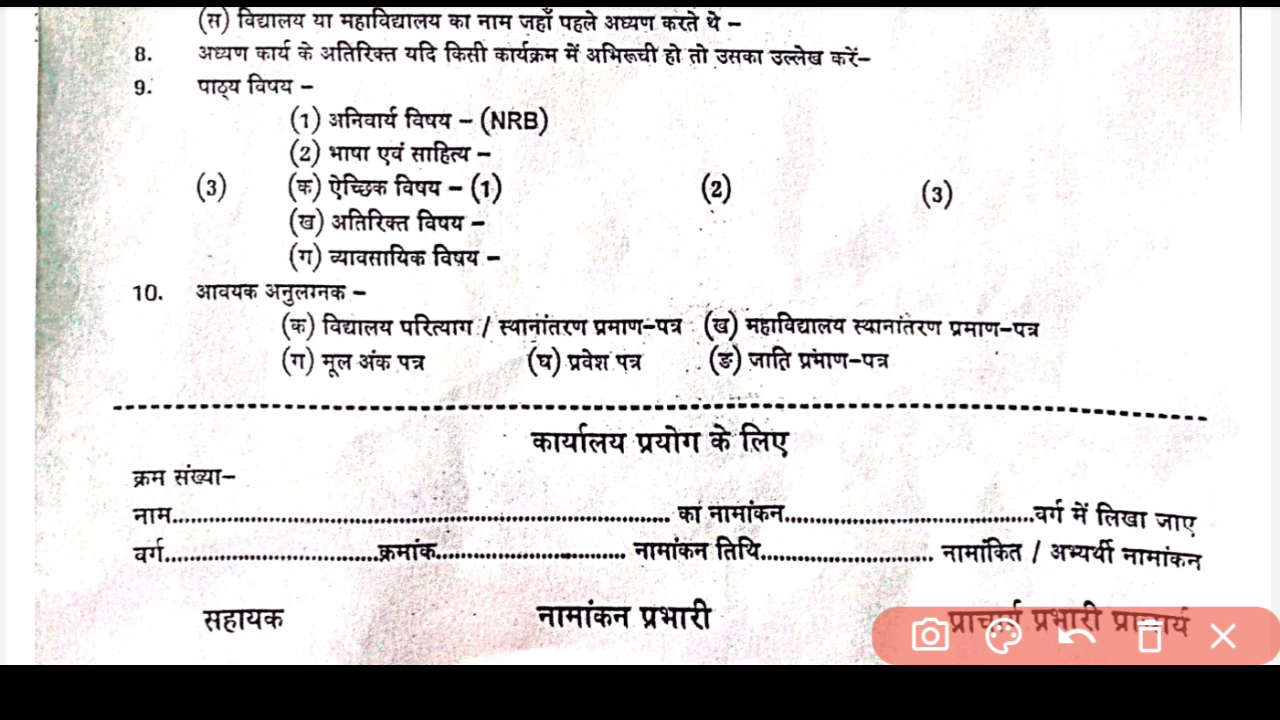 (स) विद्यालय या महाविद्यालय का नाम जहाँ पहले अध्यण करते थे –
8. अध्यण कार्य के अतिरिक्त यदि किसी कार्यक्रम में अभिरूची हो तो उसका उल्लेख करें–
9. पाठ्य विषय –
(1) अनिवार्य विषय – (NRB)
(2) भाषा एवं साहित्य –
(3) (क) ऐच्छिक विषय – (1) (2) (3)
(ख) अतिरिक्त विषय –
(ग) व्यावसायिक विषय –
10. आवयक अनुलग्नक –
(क) विद्यालय परित्याग / स्थानांतरण प्रमाण–पत्र (ख) महाविद्यालय स्थानांतरण प्रमाण–पत्र
(ग) मूल अंक पत्र (घ) प्रवेश पत्र (ङ) जाति प्रमाण–पत्र
कार्यालय प्रयोग के लिए
क्रम संख्या–
नाम.................................................. का नामांकन..............................वर्ग में लिखा जाए
वर्ग..............................क्रमांक.......................... नामांकन तिथि........................ नामांकित / अभ्यर्थी नामांकन
सहायक नामांकन प्रभारी प्राचार्य प्रभारी प्राचार्य